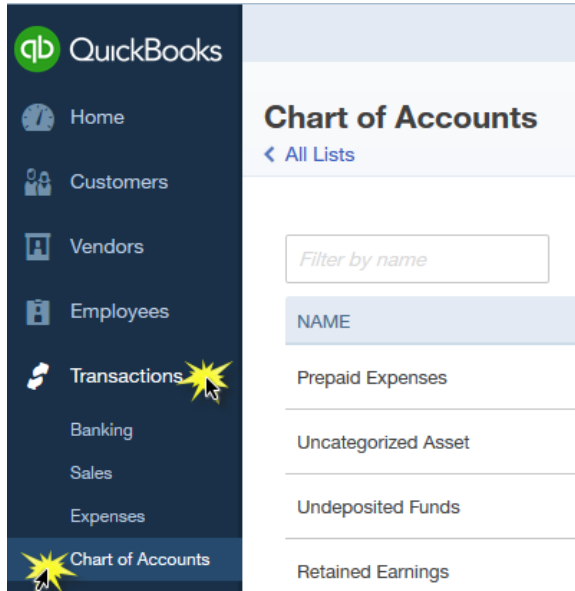 qb QuickBooks
Home
Customers
Vendors
Employees
Transactions
Banking
Sales
Expenses
Chart of Accounts
Chart of Accounts
< All Lists
Filter by name
NAME
Prepaid Expenses
Uncategorized Asset
Undeposited Funds
Retained Earnings